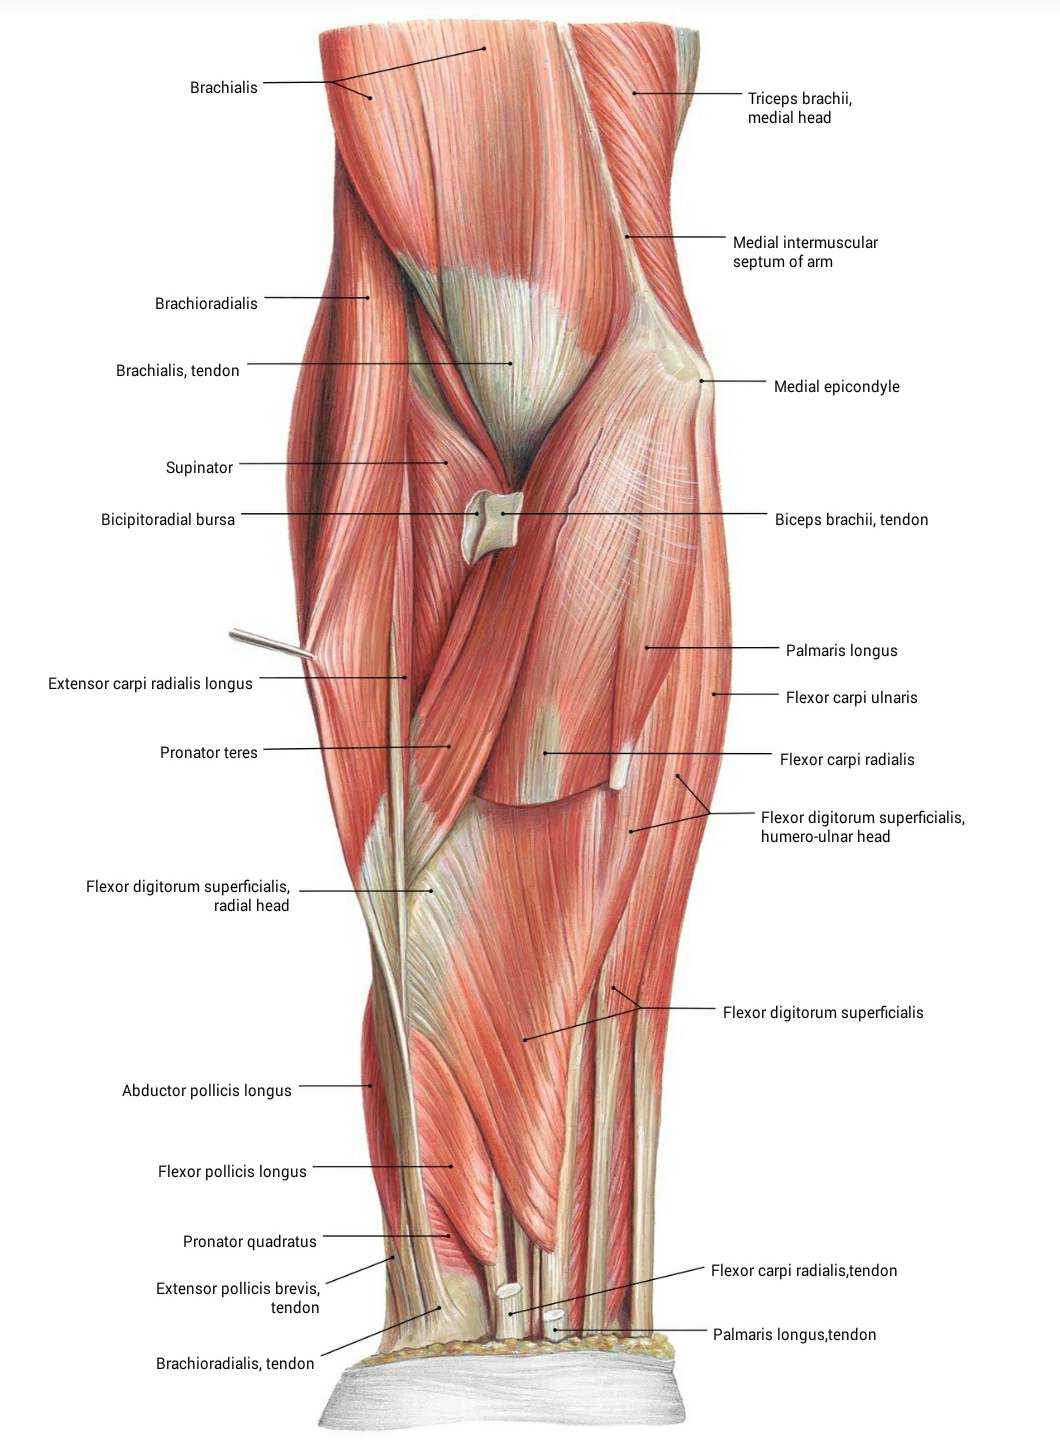 Brachialis
Triceps brachii,
medial head
Medial intermuscular
septum of arm
Brachioradialis
Brachialis, tendon
Medial epicondyle
Supinator
Bicipitoradial bursa
Biceps brachii, tendon
Palmaris longus
Extensor carpi radialis longus
Flexor carpi ulnaris
Pronator teres
Flexor carpi radialis
Flexor digitorum superficialis,
humero-ulnar head
Flexor digitorum superficialis,
radial head
Flexor digitorum superficialis
Abductor pollicis longus
Flexor pollicis longus
Pronator quadratus
Flexor carpi radialis,tendon
Extensor pollicis brevis,
tendon
Palmaris longus,tendon
Brachioradialis, tendon